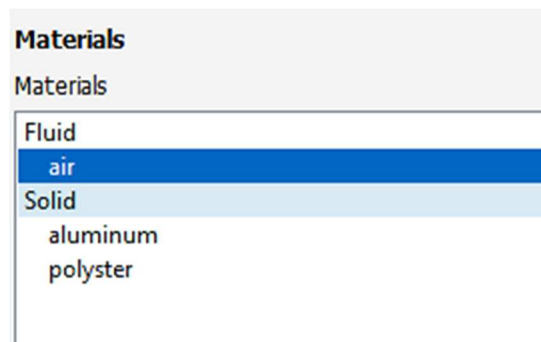 Materials
Materials
Fluid
air
Solid
aluminum
polyster